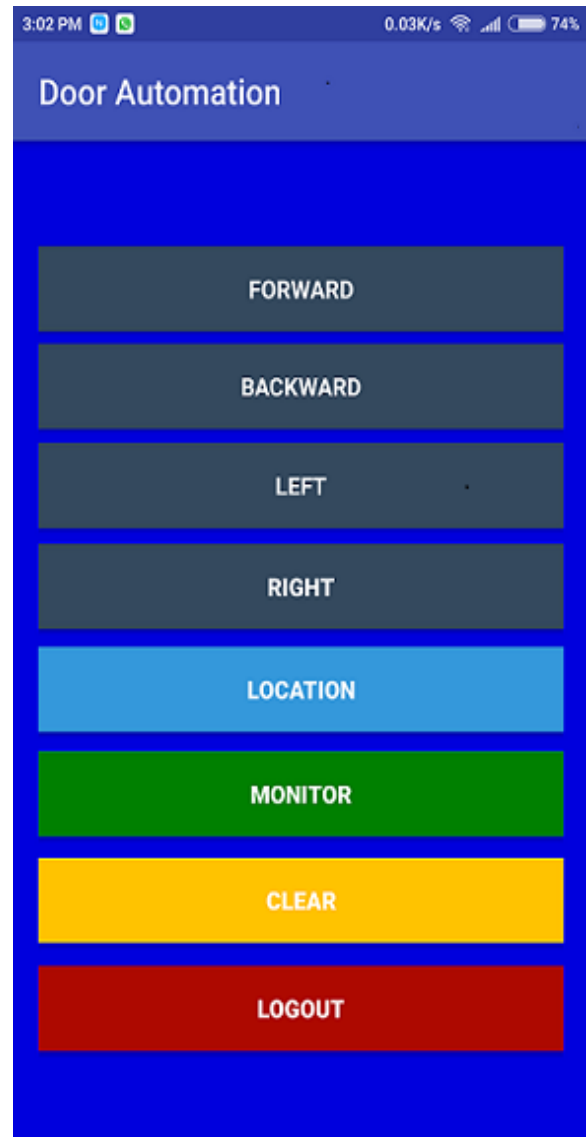 3:02 PM 0.03K/s 74%
Door Automation
FORWARD
BACKWARD
LEFT
RIGHT
LOCATION
MONITOR
CLEAR
LOGOUT